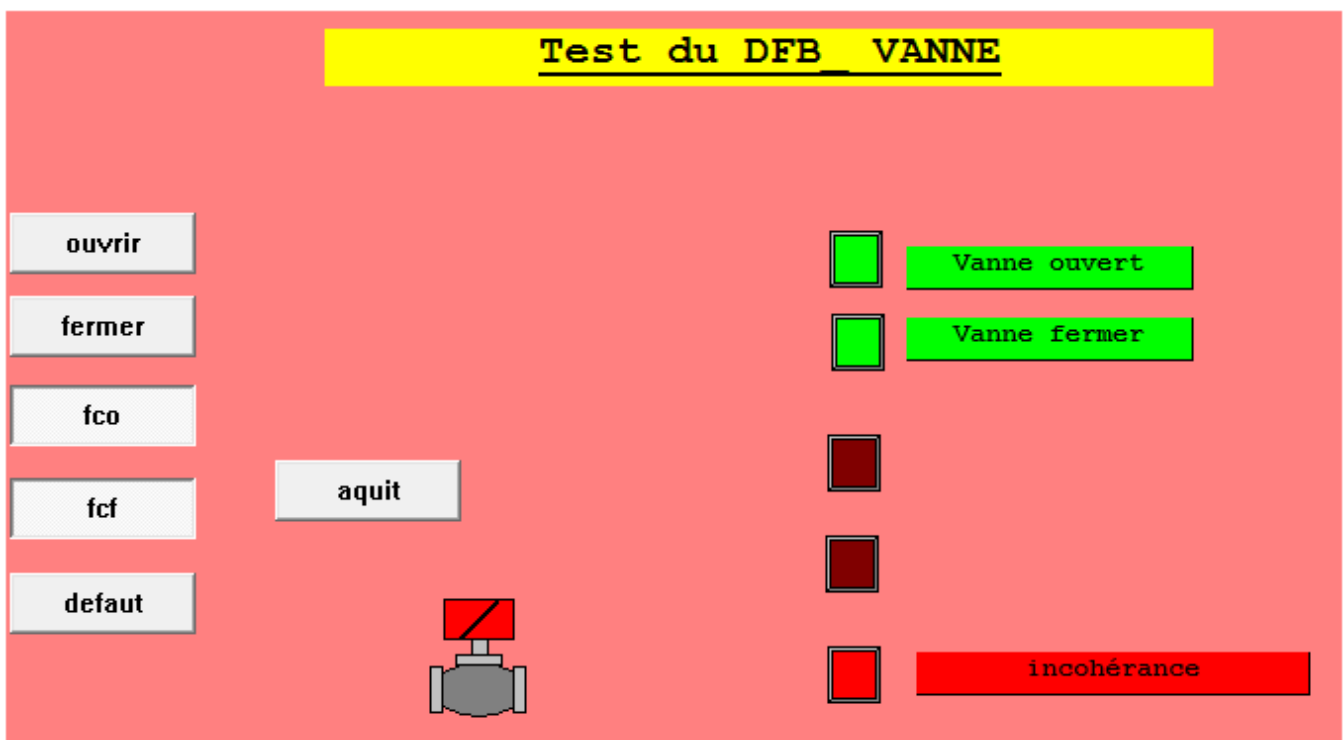 Test du DFB_ VANNE
ouvrir
Vanne ouvert
fermer
Vanne fermer
fco
fcf
aquit
defaut
incohérance